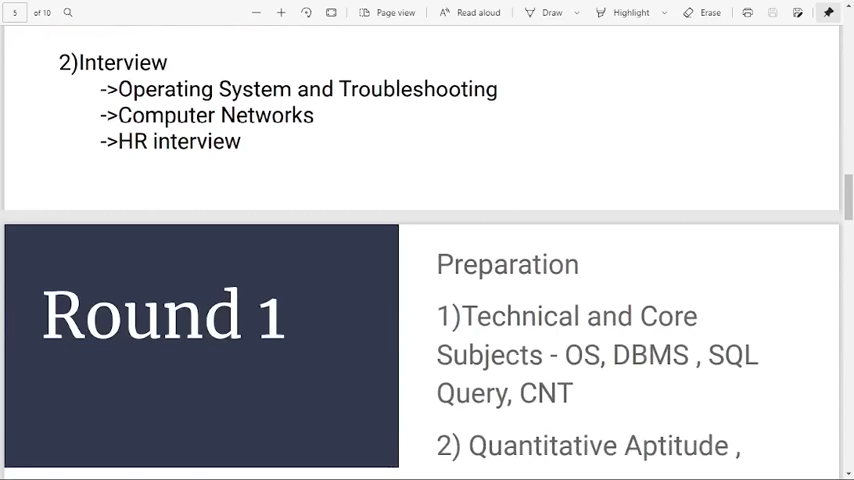 5 of 10 Page view Read aloud Draw Highlight Erase
2)Interview
->Operating System and Troubleshooting
->Computer Networks
->HR interview
Round 1
Preparation
1)Technical and Core
Subjects - OS, DBMS , SQL
Query, CNT
2) Quantitative Aptitude ,